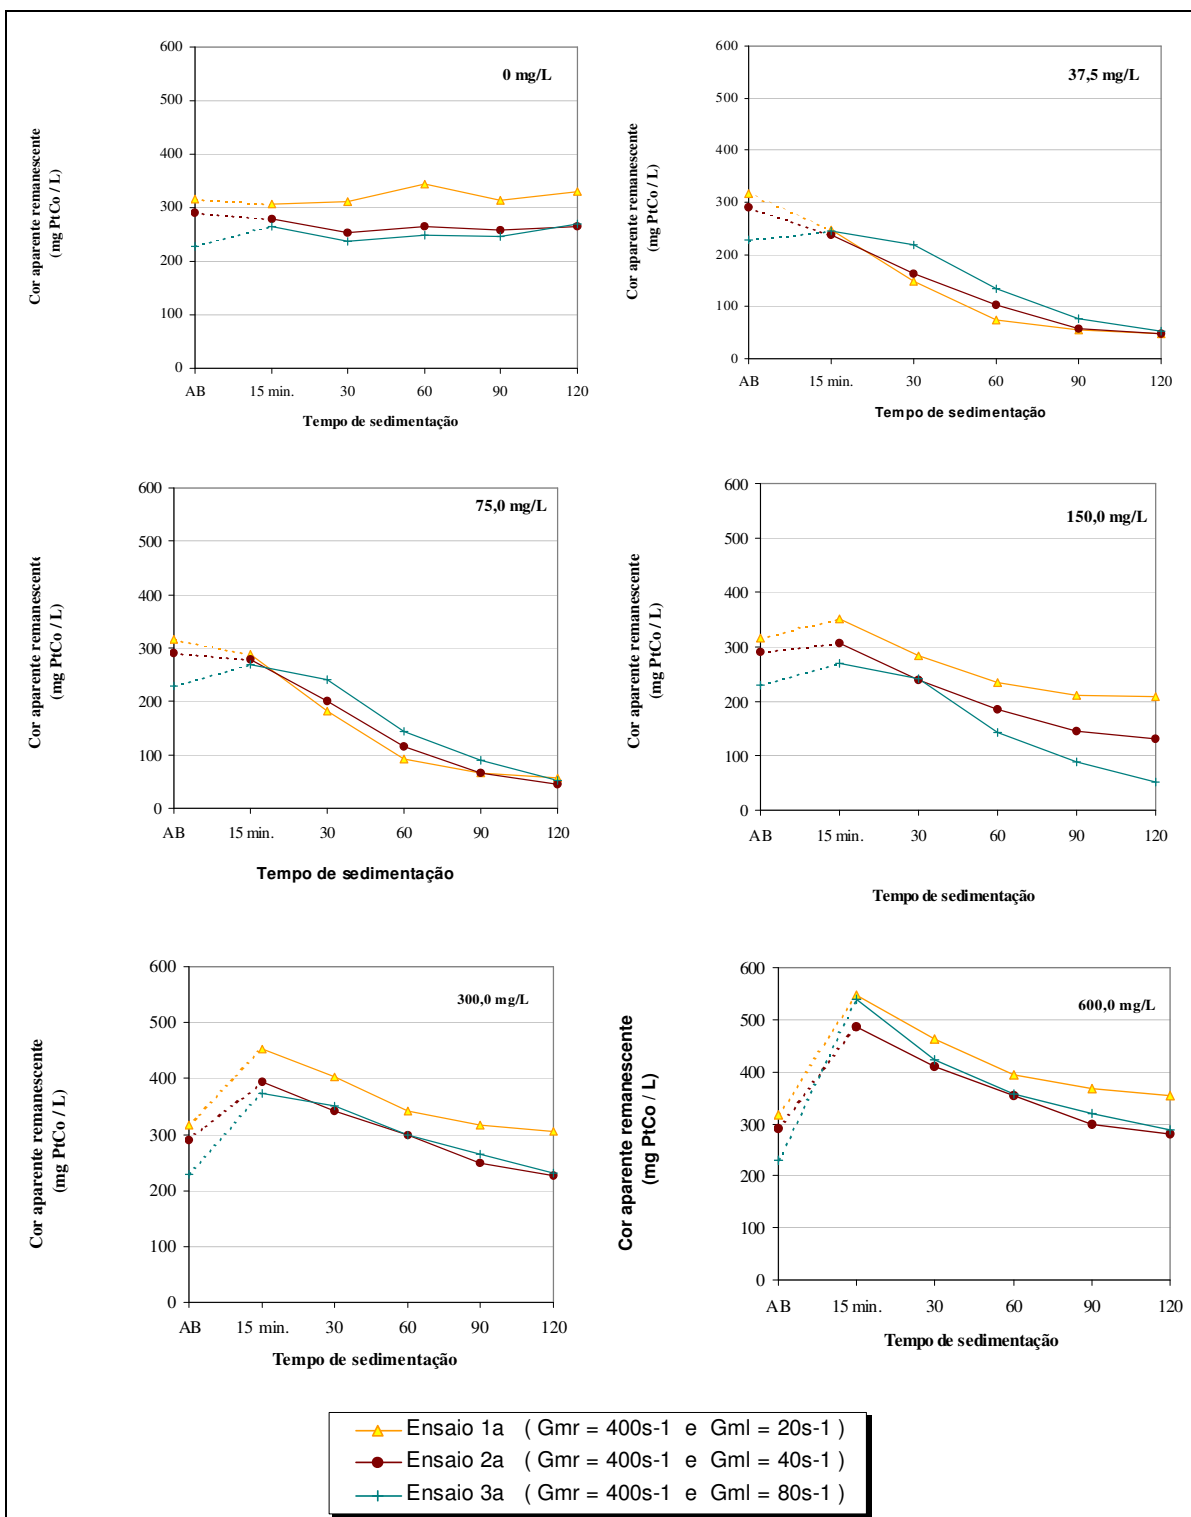 0 mg/L
Cor aparente remanescente
(mg PtCo / L)
600
500
400
300
200
100
0
AB 15 min. 30 60 90 120
Tempo de sedimentação
37,5 mg/L
Cor aparente remanescente
(mg PtCo / L)
600
500
400
300
200
100
0
AB 15 min. 30 60 90 120
Tempo de sedimentação
75,0 mg/L
Cor aparente remanescente
(mg PtCo / L)
600
500
400
300
200
100
0
AB 15 min. 30 60 90 120
Tempo de sedimentação
150,0 mg/L
Cor aparente remanescente
(mg PtCo / L)
600
500
400
300
200
100
0
AB 15 min. 30 60 90 120
Tempo de sedimentação
300,0 mg/L
Cor aparente remanescente
(mg PtCo / L)
600
500
400
300
200
100
0
AB 15 min. 30 60 90 120
Tempo de sedimentação
600,0 mg/L
Cor aparente remanescente
(mg PtCo / L)
600
500
400
300
200
100
0
AB 15 min. 30 60 90 120
Tempo de sedimentação
Ensaio 1a ( Gmr = 400s-1 e Gml = 20s-1 )
Ensaio 2a ( Gmr = 400s-1 e Gml = 40s-1 )
Ensaio 3a ( Gmr = 400s-1 e Gml = 80s-1 )